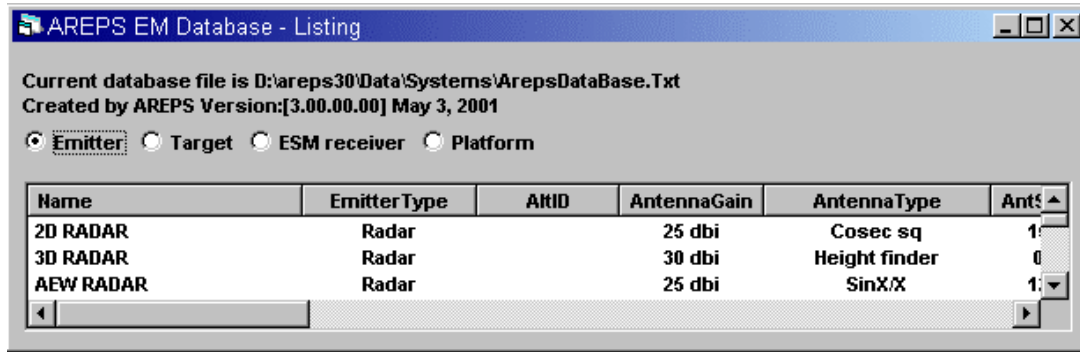 AREPS EM Database - Listing
Current database file is D:\areps30\Data\Systems\ArepsDataBase.Txt
Created by AREPS Version:[3.00.00.00] May 3, 2001
Emitter Target ESM receiver Platform
Name EmitterType AltID AntennaGain AntennaType
2D RADAR Radar 25 dbi Cosec sq
3D RADAR Radar 30 dbi Height finder
AEW RADAR Radar 25 dbi SinX/X